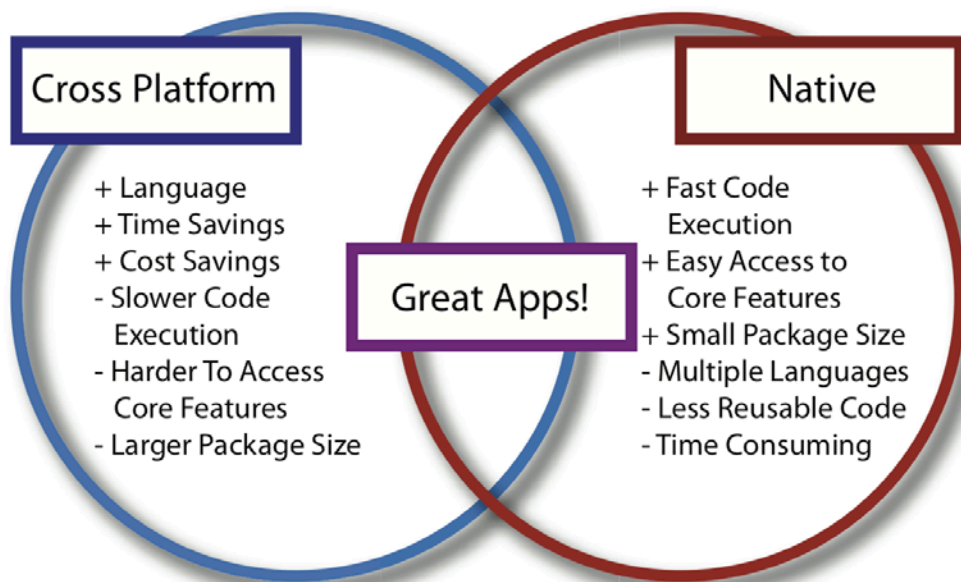 Cross Platform
+ Language
+ Time Savings
+ Cost Savings
- Slower Code
Execution
- Harder To Access
Core Features
- Larger Package Size
Great Apps!
Native
+ Fast Code
Execution
+ Easy Access to
Core Features
+ Small Package Size
- Multiple Languages
- Less Reusable Code
- Time Consuming